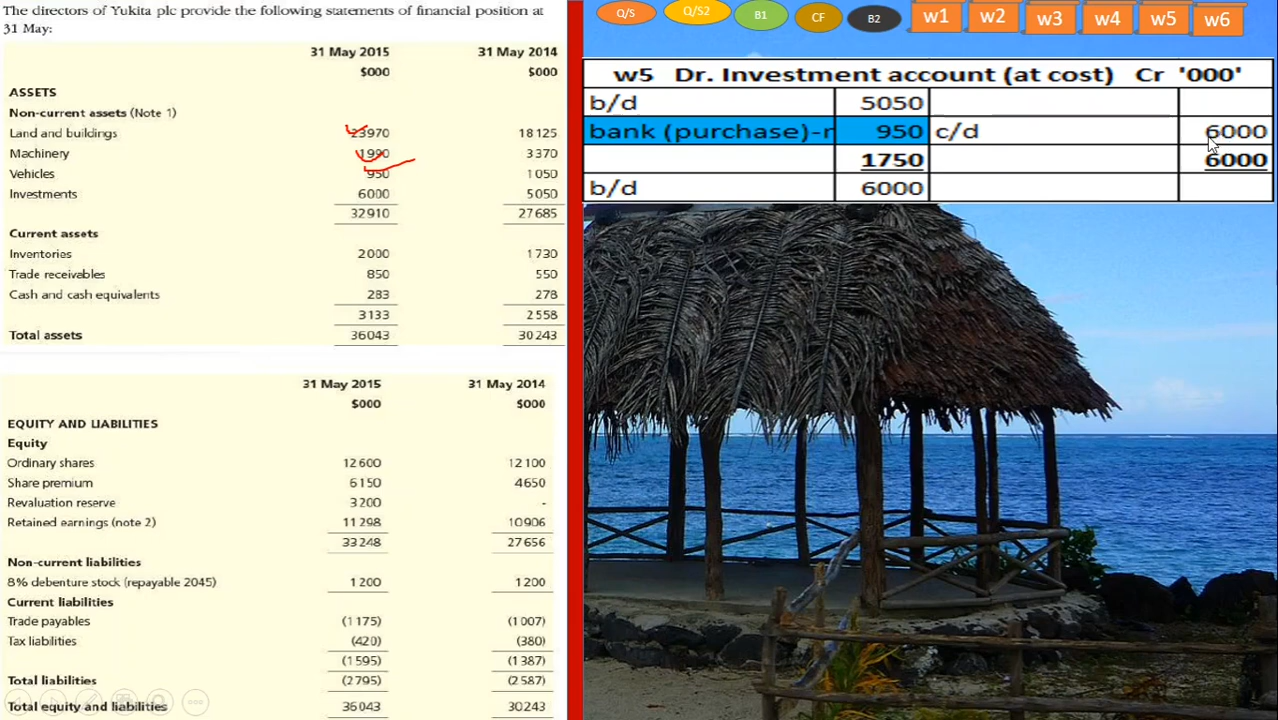 The directors of Yukita plc provide the following statements of financial position at
31 May:
31 May 2015 31 May 2014
$000 $000
ASSETS
Non-current assets (Note 1)
Land and buildings 23970 18125
Machinery 1990 3370
Vehicles 950 1050
Investments 6000 5050
32910 27685
Current assets
Inventories 2000 1730
Trade receivables 850 550
Cash and cash equivalents 283 278
3133 2558
Total assets 36043 30243
31 May 2015 31 May 2014
$000 $000
EQUITY AND LIABILITIES
Equity
Ordinary shares 12600 12100
Share premium 6150 4650
Revaluation reserve 3200 -
Retained earnings (note 2) 11298 10906
33248 27656
Non-current liabilities
8% debenture stock (repayable 2045) 1200 1200
Current liabilities
Trade payables (1175) (1007)
Tax liabilities (420) (380)
(1595) (1387)
Total liabilities (2795) (2587)
Total equity and liabilities 36043 30243
Q/S Q/S2 B1 CF B2 w1 w2 w3 w4 w5 w6
w5 Dr. Investment account (at cost) Cr '000'
b/d 5050
bank (purchase)-r 950 c/d 6000
1750 6000
b/d 6000